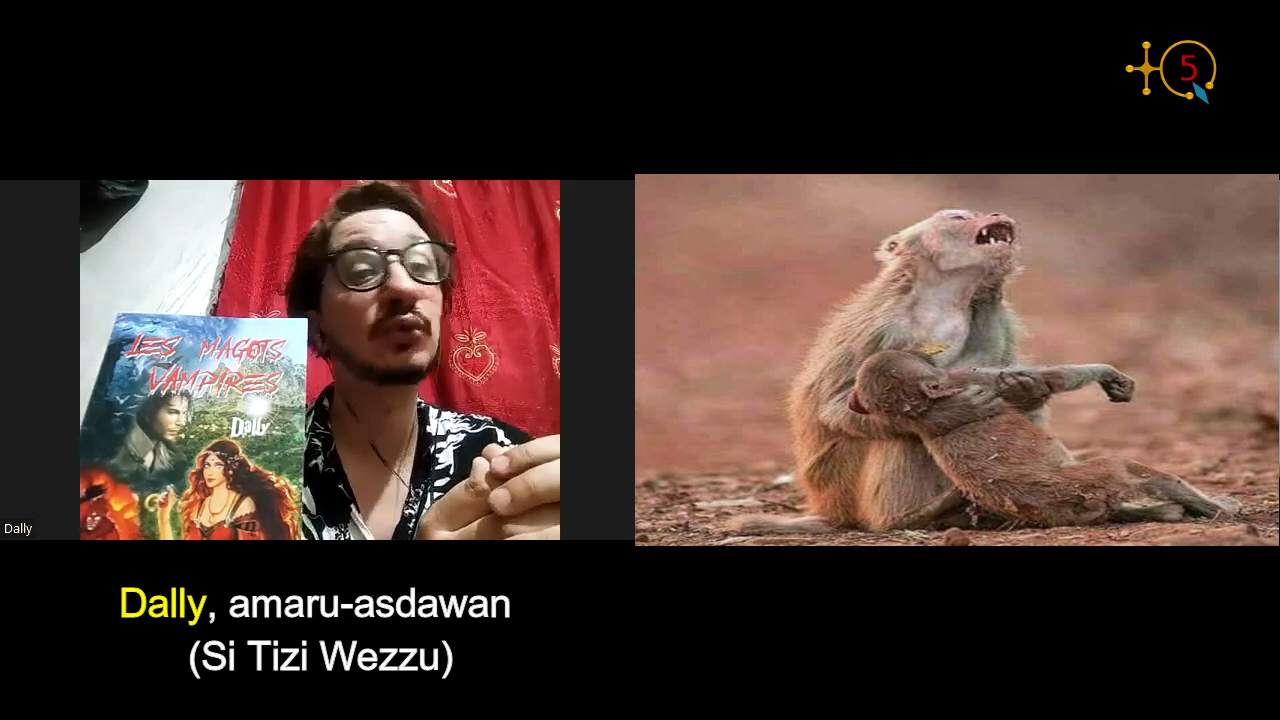 5
LES MAGOTS
VAMPIRES
Dally
Dally
Dally, amaru-asdawan
(Si Tizi Wezzu)